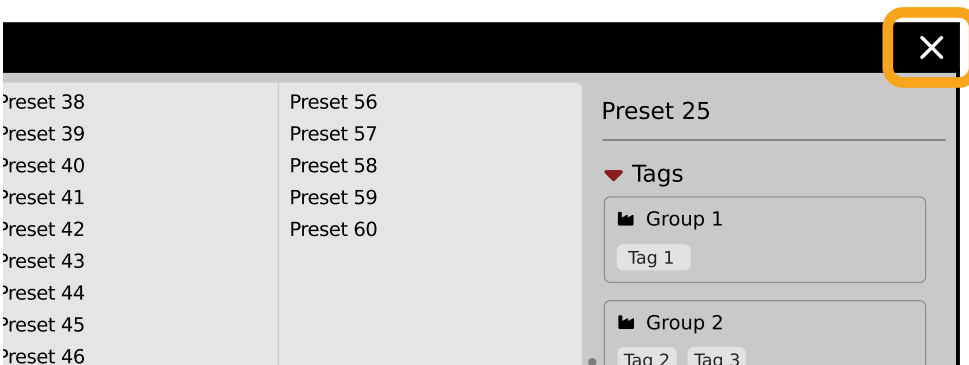 Preset 38
Preset 39
Preset 40
Preset 41
Preset 42
Preset 43
Preset 44
Preset 45
Preset 46
Preset 56
Preset 57
Preset 58
Preset 59
Preset 60
Preset 25
Tags
Group 1
Tag 1
Group 2
Tag 2 Tag 3